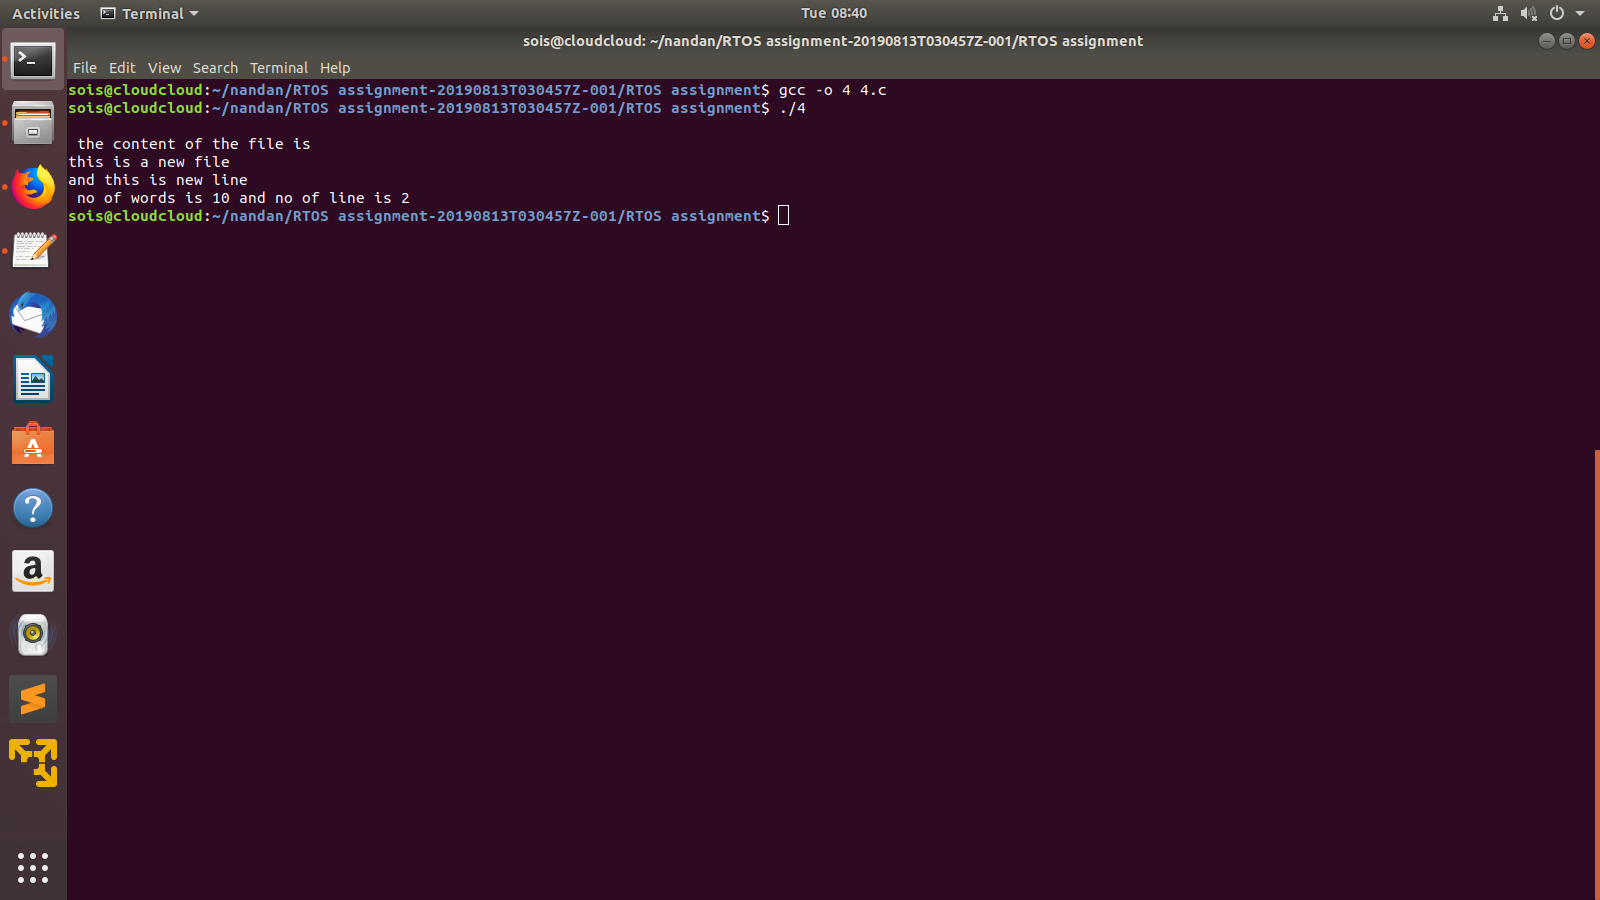 Activities Terminal Tue 08:40
sois@cloudcloud: ~/nandan/RTOS assignment-20190813T030457Z-001/RTOS assignment
File Edit View Search Terminal Help
sois@cloudcloud:~/nandan/RTOS assignment-20190813T030457Z-001/RTOS assignment$ gcc -o 4 4.c
sois@cloudcloud:~/nandan/RTOS assignment-20190813T030457Z-001/RTOS assignment$ ./4
the content of the file is
this is a new file
and this is new line
no of words is 10 and no of line is 2
sois@cloudcloud:~/nandan/RTOS assignment-20190813T030457Z-001/RTOS assignment$